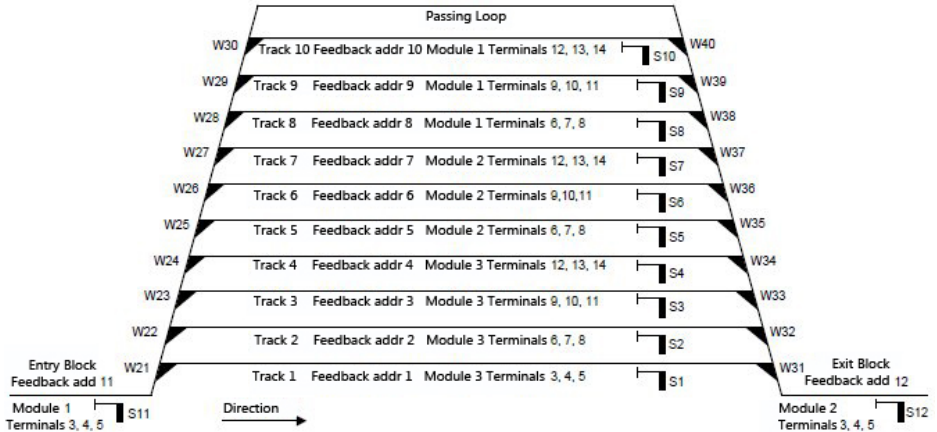 Passing Loop
W30 Track 10 Feedback addr 10 Module 1 Terminals 12, 13, 14 S10 W40
W29 Track 9 Feedback addr 9 Module 1 Terminals 9, 10, 11 S9 W39
W28 Track 8 Feedback addr 8 Module 1 Terminals 6, 7, 8 S8 W38
W27 Track 7 Feedback addr 7 Module 2 Terminals 12, 13, 14 S7 W37
W26 Track 6 Feedback addr 6 Module 2 Terminals 9,10,11 S6 W36
W25 Track 5 Feedback addr 5 Module 2 Terminals 6, 7, 8 S5 W35
W24 Track 4 Feedback addr 4 Module 3 Terminals 12, 13, 14 S4 W34
W23 Track 3 Feedback addr 3 Module 3 Terminals 9, 10, 11 S3 W33
W22 Track 2 Feedback addr 2 Module 3 Terminals 6, 7, 8 S2 W32
W21 Track 1 Feedback addr 1 Module 3 Terminals 3, 4, 5 S1 W31
Entry Block
Feedback add 11
Module 1
Terminals 3, 4, 5
S11
Direction
Exit Block
Feedback add 12
Module 2
Terminals 3, 4, 5
S12